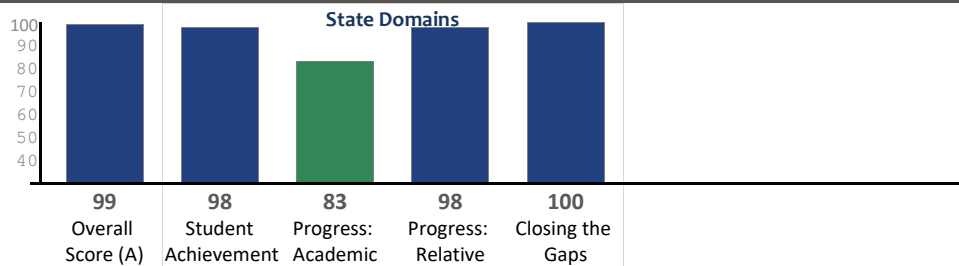 State Domains
100
90
80
70
60
50
40
99 98 83 98 100
Overall Student Progress: Progress: Closing the
Score (A) Achievement Academic Relative Gaps